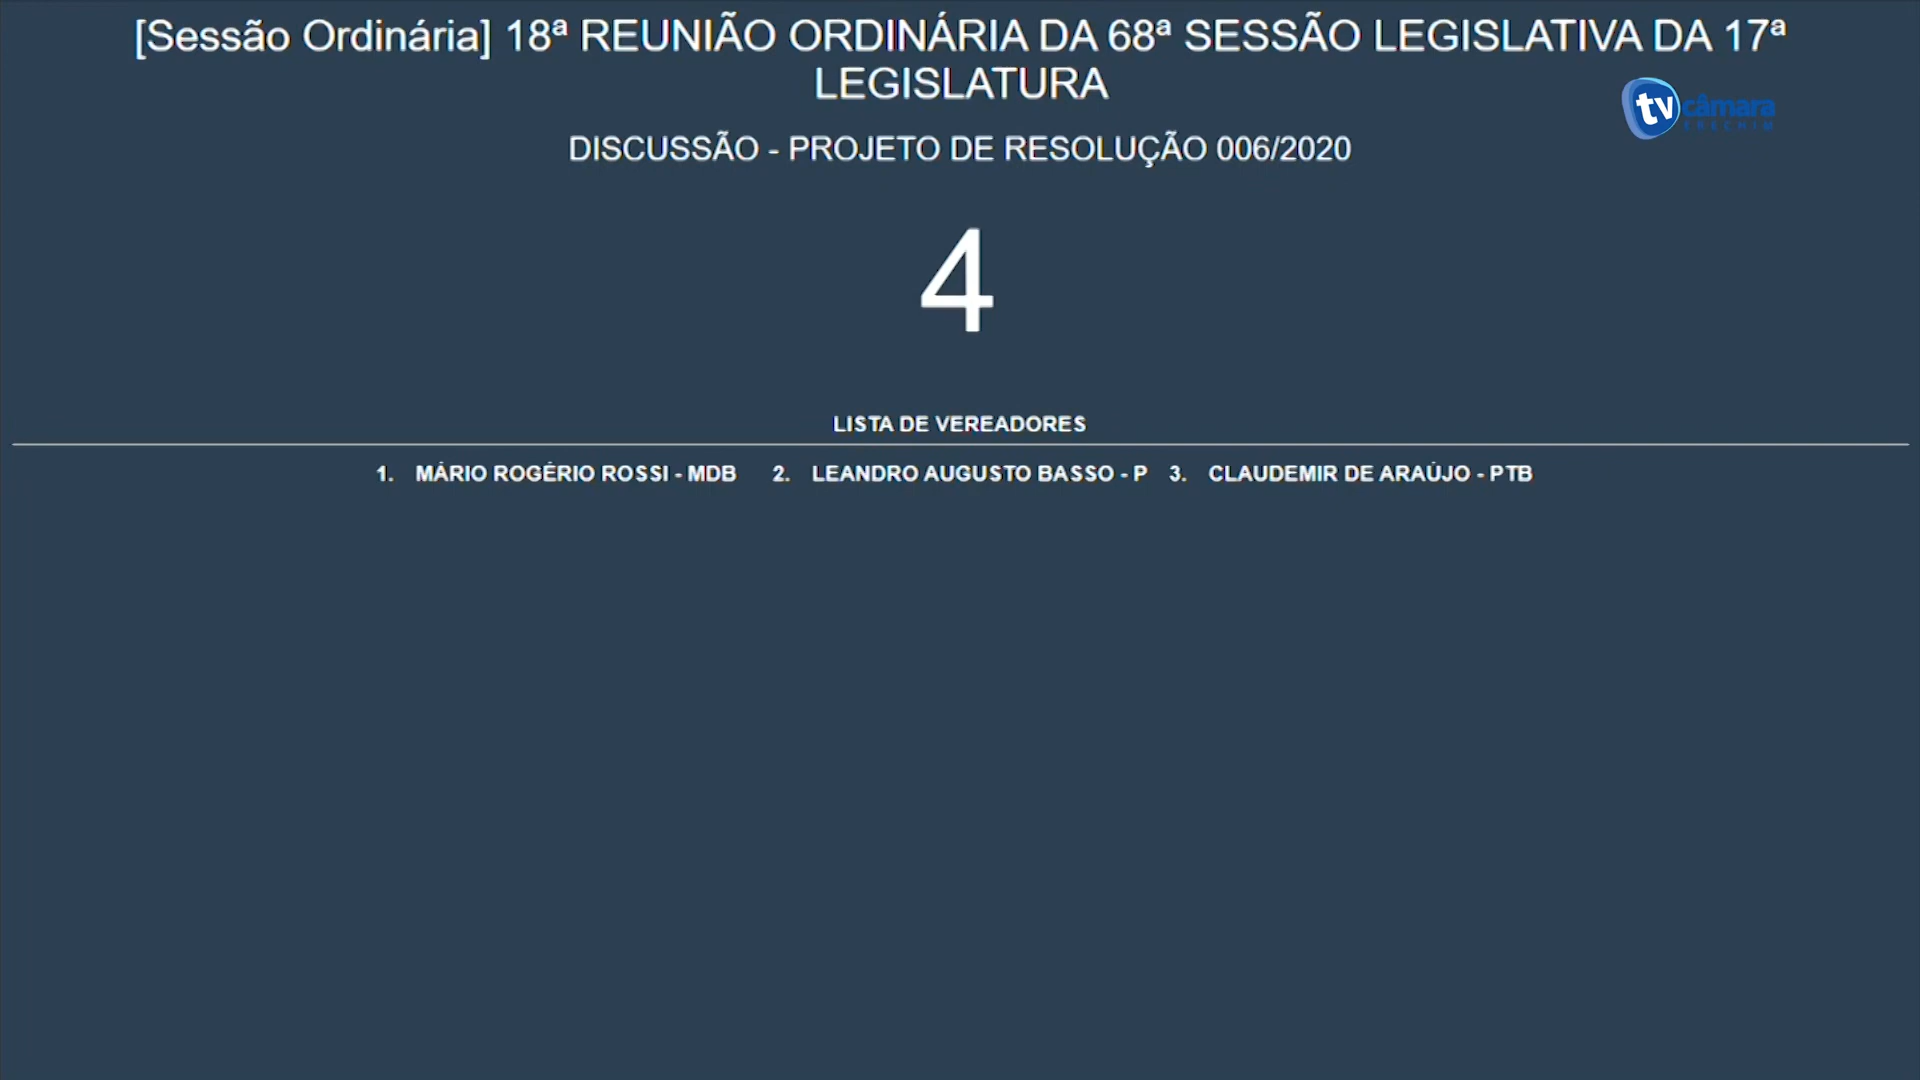 [Sessão Ordinária] 18ª REUNIÃO ORDINÁRIA DA 68ª SESSÃO LEGISLATIVA DA 17ª
LEGISLATURA
tv câmara
ERECHIM
DISCUSSÃO - PROJETO DE RESOLUÇÃO 006/2020
4
LISTA DE VEREADORES
1. MÁRIO ROGÉRIO ROSSI - MDB 2. LEANDRO AUGUSTO BASSO - P 3. CLAUDEMIR DE ARAÚJO - PTB